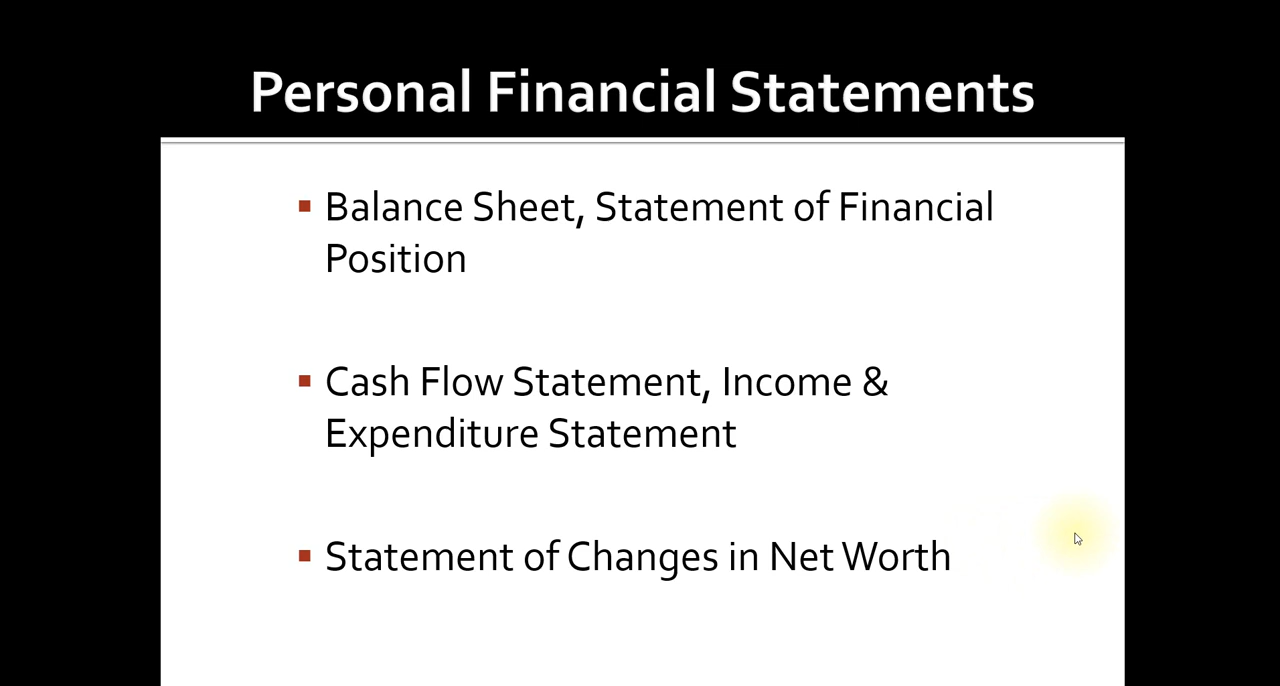 Personal Financial Statements
Balance Sheet, Statement of Financial
Position
Cash Flow Statement, Income &
Expenditure Statement
Statement of Changes in Net Worth